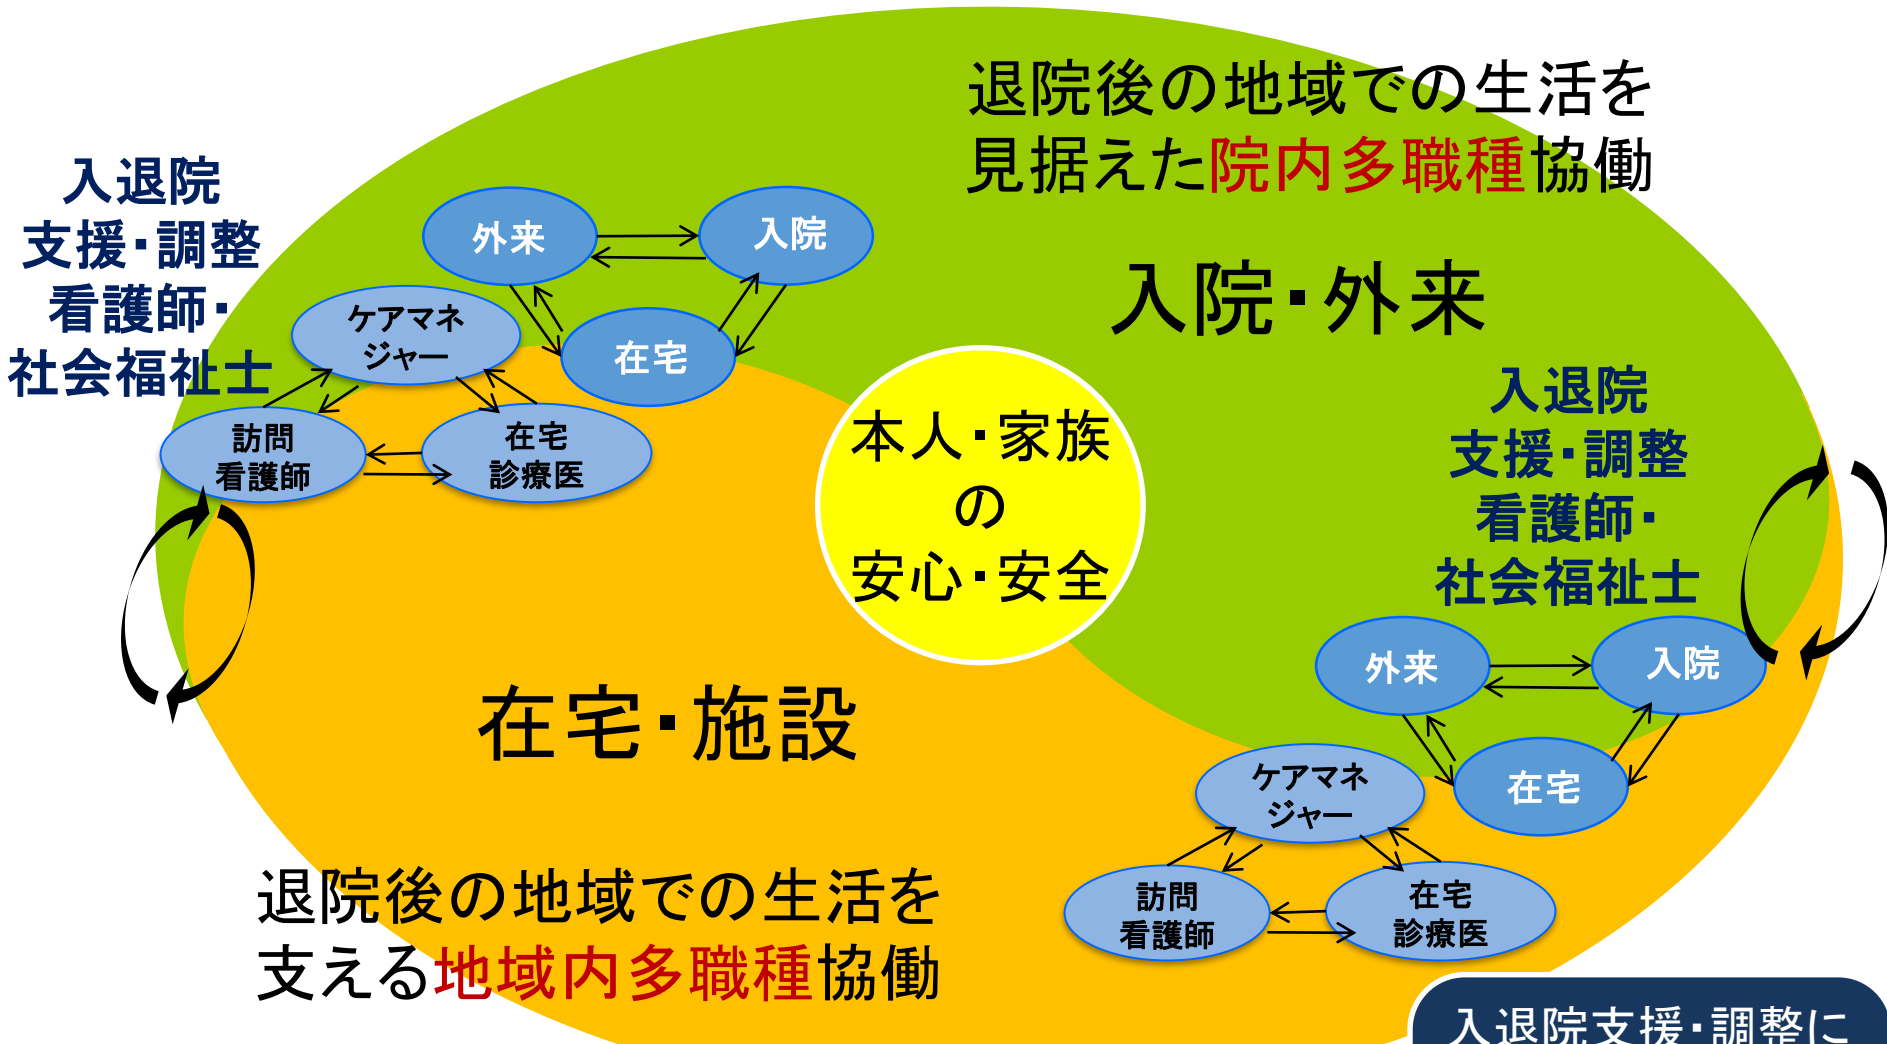 退院後の地域での生活を
見据えた院内多職種協働
入退院
支援・調整
看護師・
社会福祉士
外来
入院
在宅
ケアマネ
ジャー
訪問
看護師
在宅
診療医
入院・外来
本人・家族
の
安心・安全
入退院
支援・調整
看護師・
社会福祉士
外来
入院
在宅
ケアマネ
ジャー
訪問
看護師
在宅
診療医
在宅・施設
退院後の地域での生活を
支える地域内多職種協働
入退院支援・調整に